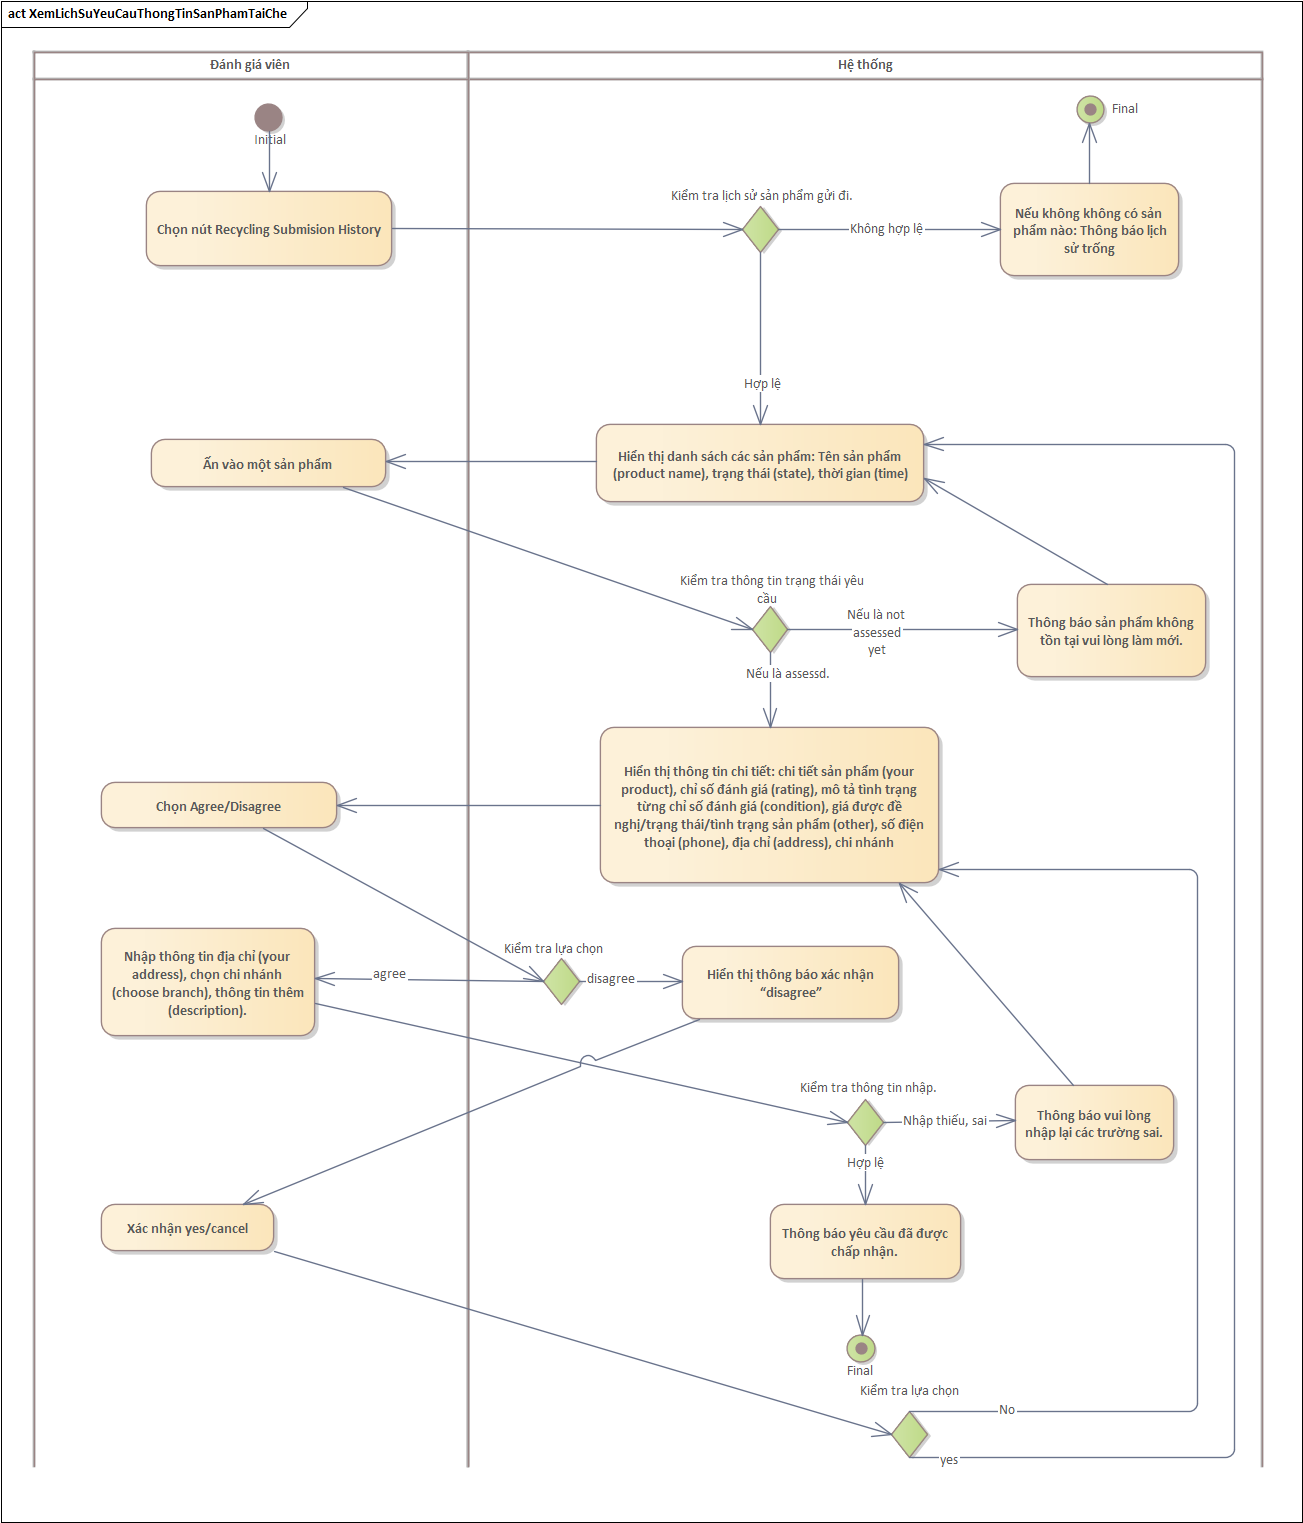 act XemLichSuYeuCauThongTinSanPhamTaiChe
Đánh giá viên
Hệ thống
Initial
Final
Chọn nút Recycling Submision History
Kiểm tra lịch sử sản phẩm gửi đi.
Không hợp lệ
Nếu không không có sản
phẩm nào: Thông báo lịch
sử trống
Hợp lệ
Ấn vào một sản phẩm
Hiển thị danh sách các sản phẩm: Tên sản phẩm
(product name), trạng thái (state), thời gian (time)
Kiểm tra thông tin trạng thái yêu
cầu
Nếu là not
assessed
yet
Thông báo sản phẩm không
tồn tại vui lòng làm mới.
Nếu là assessd.
Hiển thị thông tin chi tiết: chi tiết sản phẩm (your
product), chỉ số đánh giá (rating), mô tả tình trạng
từng chỉ số đánh giá (condition), giá được đề
nghị/trạng thái/tình trạng sản phẩm (other), số điện
thoại (phone), địa chỉ (address), chi nhánh
Chọn Agree/Disagree
Kiểm tra lựa chọn
Nhập thông tin địa chỉ (your
address), chọn chi nhánh
(choose branch), thông tin thêm
(description).
agree
disagree
Hiển thị thông báo xác nhận
“disagree”
Kiểm tra thông tin nhập.
Nhập thiếu, sai
Thông báo vui lòng
nhập lại các trường sai.
Hợp lệ
Xác nhận yes/cancel
Thông báo yêu cầu đã được
chấp nhận.
Final
Kiểm tra lựa chọn
No
yes